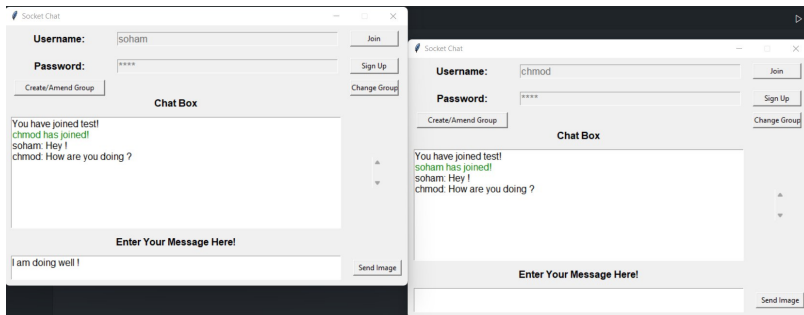 Socket Chat
Username:
soham
Join
Password:
****
Sign Up
Create/Amend Group
Change Group
Chat Box
You have joined test!
chmod has joined!
soham: Hey !
chmod: How are you doing ?
Enter Your Message Here!
I am doing well !
Send Image
Socket Chat
Username:
chmod
Join
Password:
****
Sign Up
Create/Amend Group
Change Group
Chat Box
You have joined test!
soham has joined!
soham: Hey !
chmod: How are you doing ?
Enter Your Message Here!
Send Image